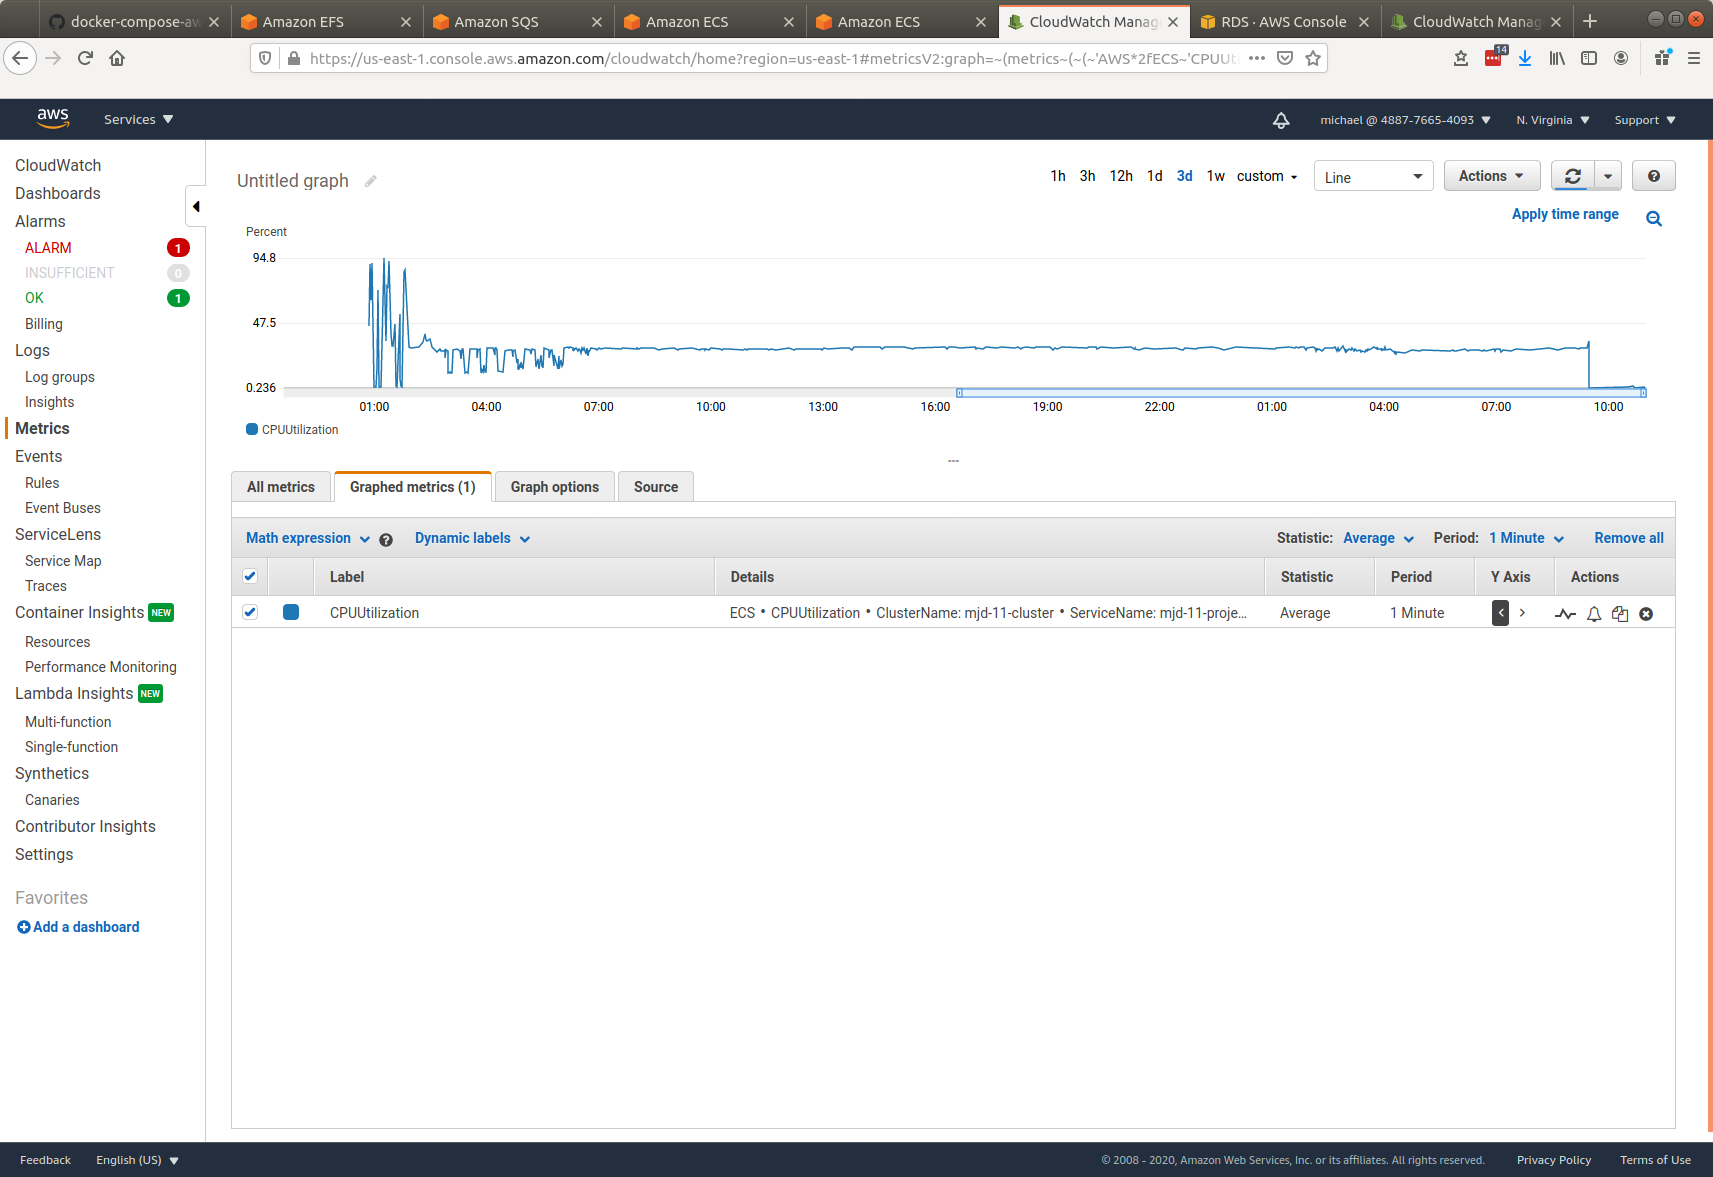 docker-compose-aw
Amazon EFS
Amazon SQS
Amazon ECS
Amazon ECS
CloudWatch Manag
RDS · AWS Console
CloudWatch Manag
https://us-east-1.console.aws.amazon.com/cloudwatch/home?region=us-east-1#metricsV2:graph=~(metrics~(~(~'AWS*2fECS~'CPUUt
14
aws
Services
michael @ 4887-7665-4093
N. Virginia
Support
CloudWatch
Dashboards
Alarms
ALARM 1
INSUFFICIENT 0
OK 1
Billing
Logs
Log groups
Insights
Metrics
Events
Rules
Event Buses
ServiceLens
Service Map
Traces
Container Insights NEW
Resources
Performance Monitoring
Lambda Insights NEW
Multi-function
Single-function
Synthetics
Canaries
Contributor Insights
Settings
Favorites
Add a dashboard
Untitled graph
1h 3h 12h 1d 3d 1w custom
Line
Actions
Apply time range
Percent
94.8
47.5
0.236
01:00 04:00 07:00 10:00 13:00 16:00 19:00 22:00 01:00 04:00 07:00 10:00
CPUUtilization
All metrics
Graphed metrics (1)
Graph options
Source
Math expression
Dynamic labels
Statistic: Average
Period: 1 Minute
Remove all
Label Details Statistic Period Y Axis Actions
CPUUtilization ECS • CPUUtilization • ClusterName: mjd-11-cluster • ServiceName: mjd-11-proje... Average 1 Minute
Feedback
English (US)
© 2008 - 2020, Amazon Web Services, Inc. or its affiliates. All rights reserved.
Privacy Policy
Terms of Use